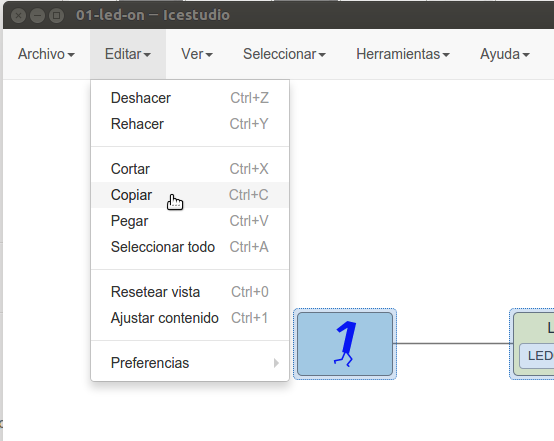 01-led-on — Icestudio
Archivo Editar Ver Seleccionar Herramientas Ayuda
Deshacer Ctrl+Z
Rehacer Ctrl+Y
Cortar Ctrl+X
Copiar Ctrl+C
Pegar Ctrl+V
Seleccionar todo Ctrl+A
Resetear vista Ctrl+0
Ajustar contenido Ctrl+1
Preferencias
1
L
LED